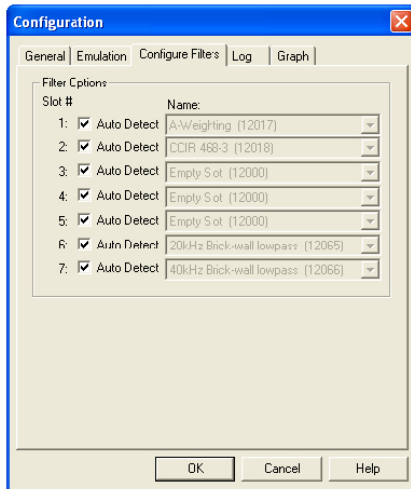 Configuration
General Emulation Configure Filters Log Graph
Filter Options
Slot #
Name:
1: Auto Detect A-Weighting (12017)
2: Auto Detect CCIR 468-3 (12018)
3: Auto Detect Empty Slot (12000)
4: Auto Detect Empty Slot (12000)
5: Auto Detect Empty Slot (12000)
6: Auto Detect 20kHz Brick-wall lowpass (12065)
7: Auto Detect 40kHz Brick-wall lowpass (12066)
OK Cancel Help